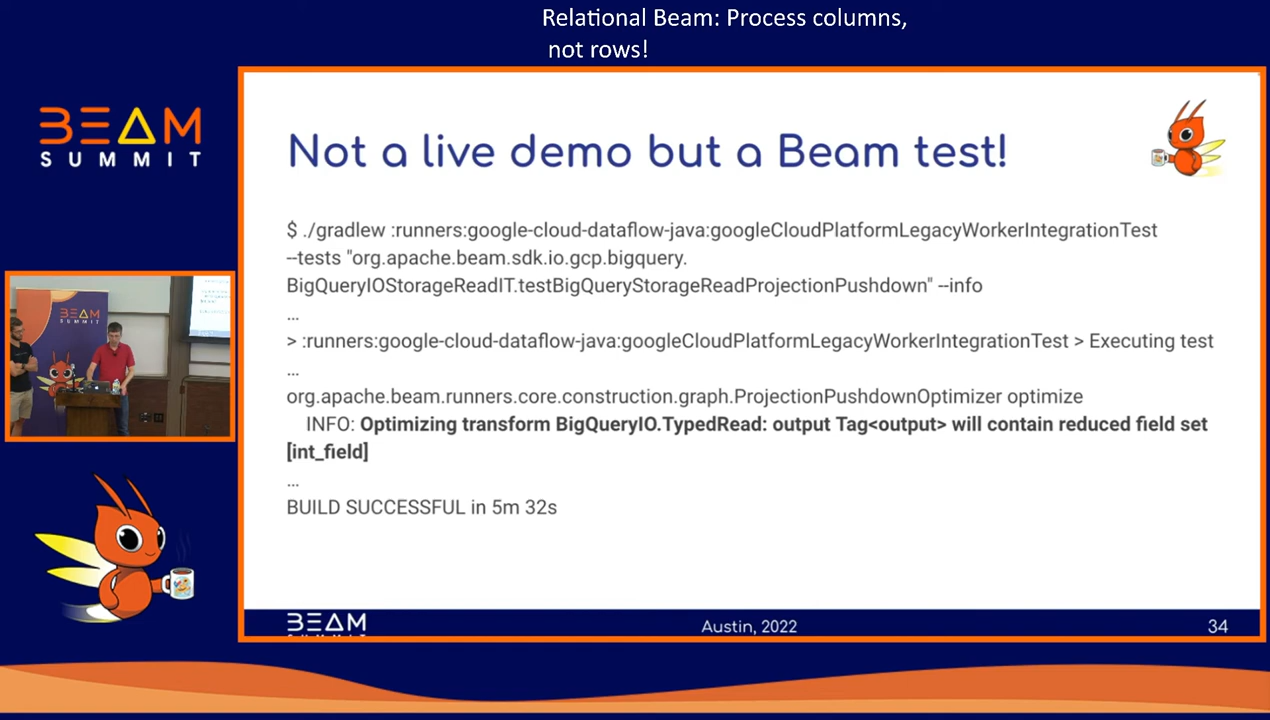 Relational Beam: Process columns,
not rows!
BEAM
SUMMIT
Not a live demo but a Beam test!
$ ./gradlew :runners:google-cloud-dataflow-java:googleCloudPlatformLegacyWorkerIntegrationTest
--tests "org.apache.beam.sdk.io.gcp.bigquery.
BigQueryIOStorageReadIT.testBigQueryStorageReadProjectionPushdown" --info
...
> :runners:google-cloud-dataflow-java:googleCloudPlatformLegacyWorkerIntegrationTest > Executing test
...
org.apache.beam.runners.core.construction.graph.ProjectionPushdownOptimizer optimize
INFO: Optimizing transform BigQueryIO.TypedRead: output Tag<output> will contain reduced field set
[int_field]
...
BUILD SUCCESSFUL in 5m 32s
BEAM
SUMMIT
BEAM
Austin, 2022
34